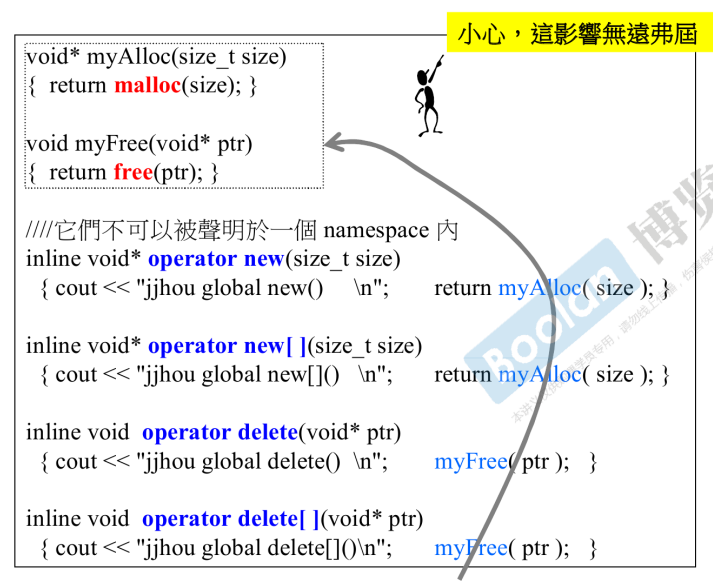 小心，這影響無遠弗屆
void* myAlloc(size_t size)
{ return malloc(size); }
void myFree(void* ptr)
{ return free(ptr); }
////它們不可以被聲明於一個 namespace 內
inline void* operator new(size_t size)
{ cout << "jjhou global new() \n"; return myAlloc( size ); }
inline void* operator new[ ](size_t size)
{ cout << "jjhou global new[]() \n"; return myAlloc( size ); }
inline void operator delete(void* ptr)
{ cout << "jjhou global delete() \n"; myFree( ptr ); }
inline void operator delete[ ](void* ptr)
{ cout << "jjhou global delete[]()\n"; myFree( ptr ); }
Boolan
博覽